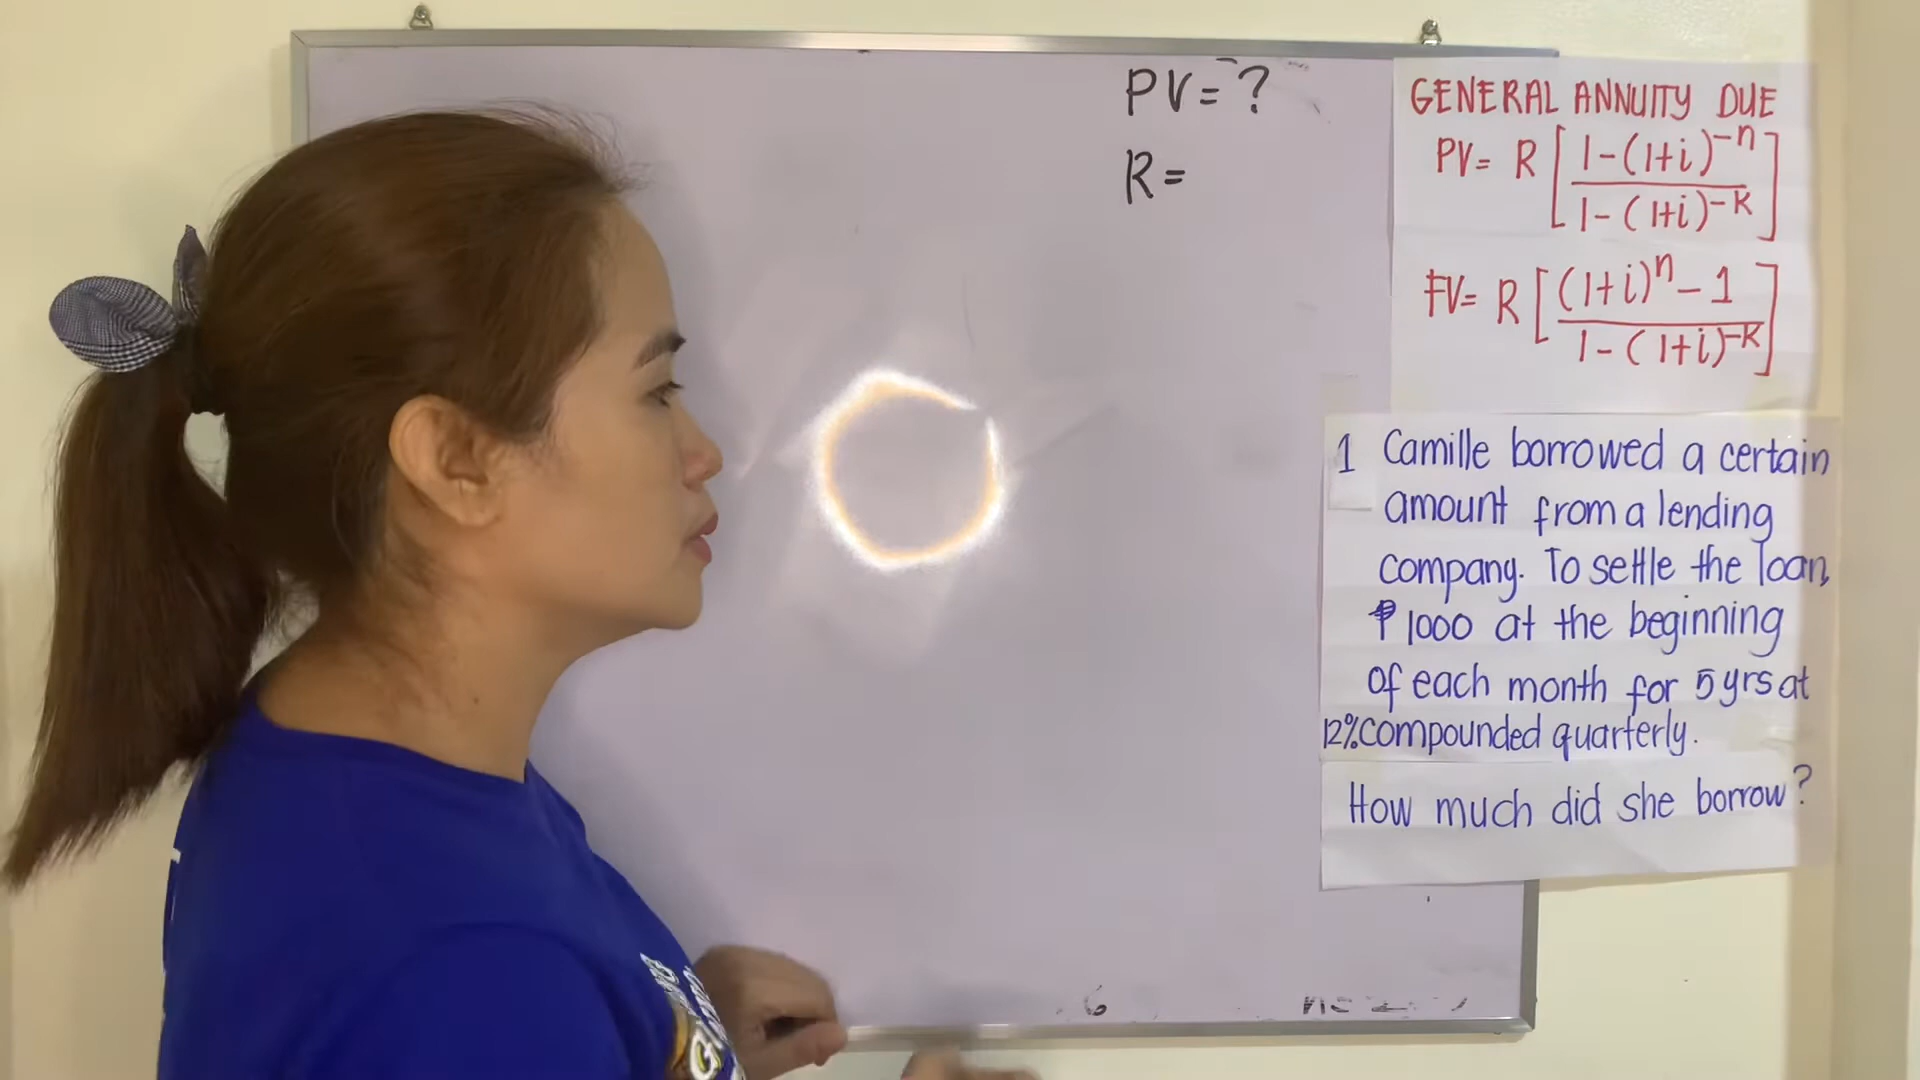 PV= ?
R=
GENERAL ANNUITY DUE
PV= R [ 1-(1+i)^-n / 1-(1+i)^-k ]
FV= R [ (1+i)^n - 1 / 1-(1+i)^-k ]
1 Camille borrowed a certain
amount from a lending
company. To settle the loan,
₱1000 at the beginning
of each month for 5 yrs at
12% compounded quarterly.
How much did she borrow?
6